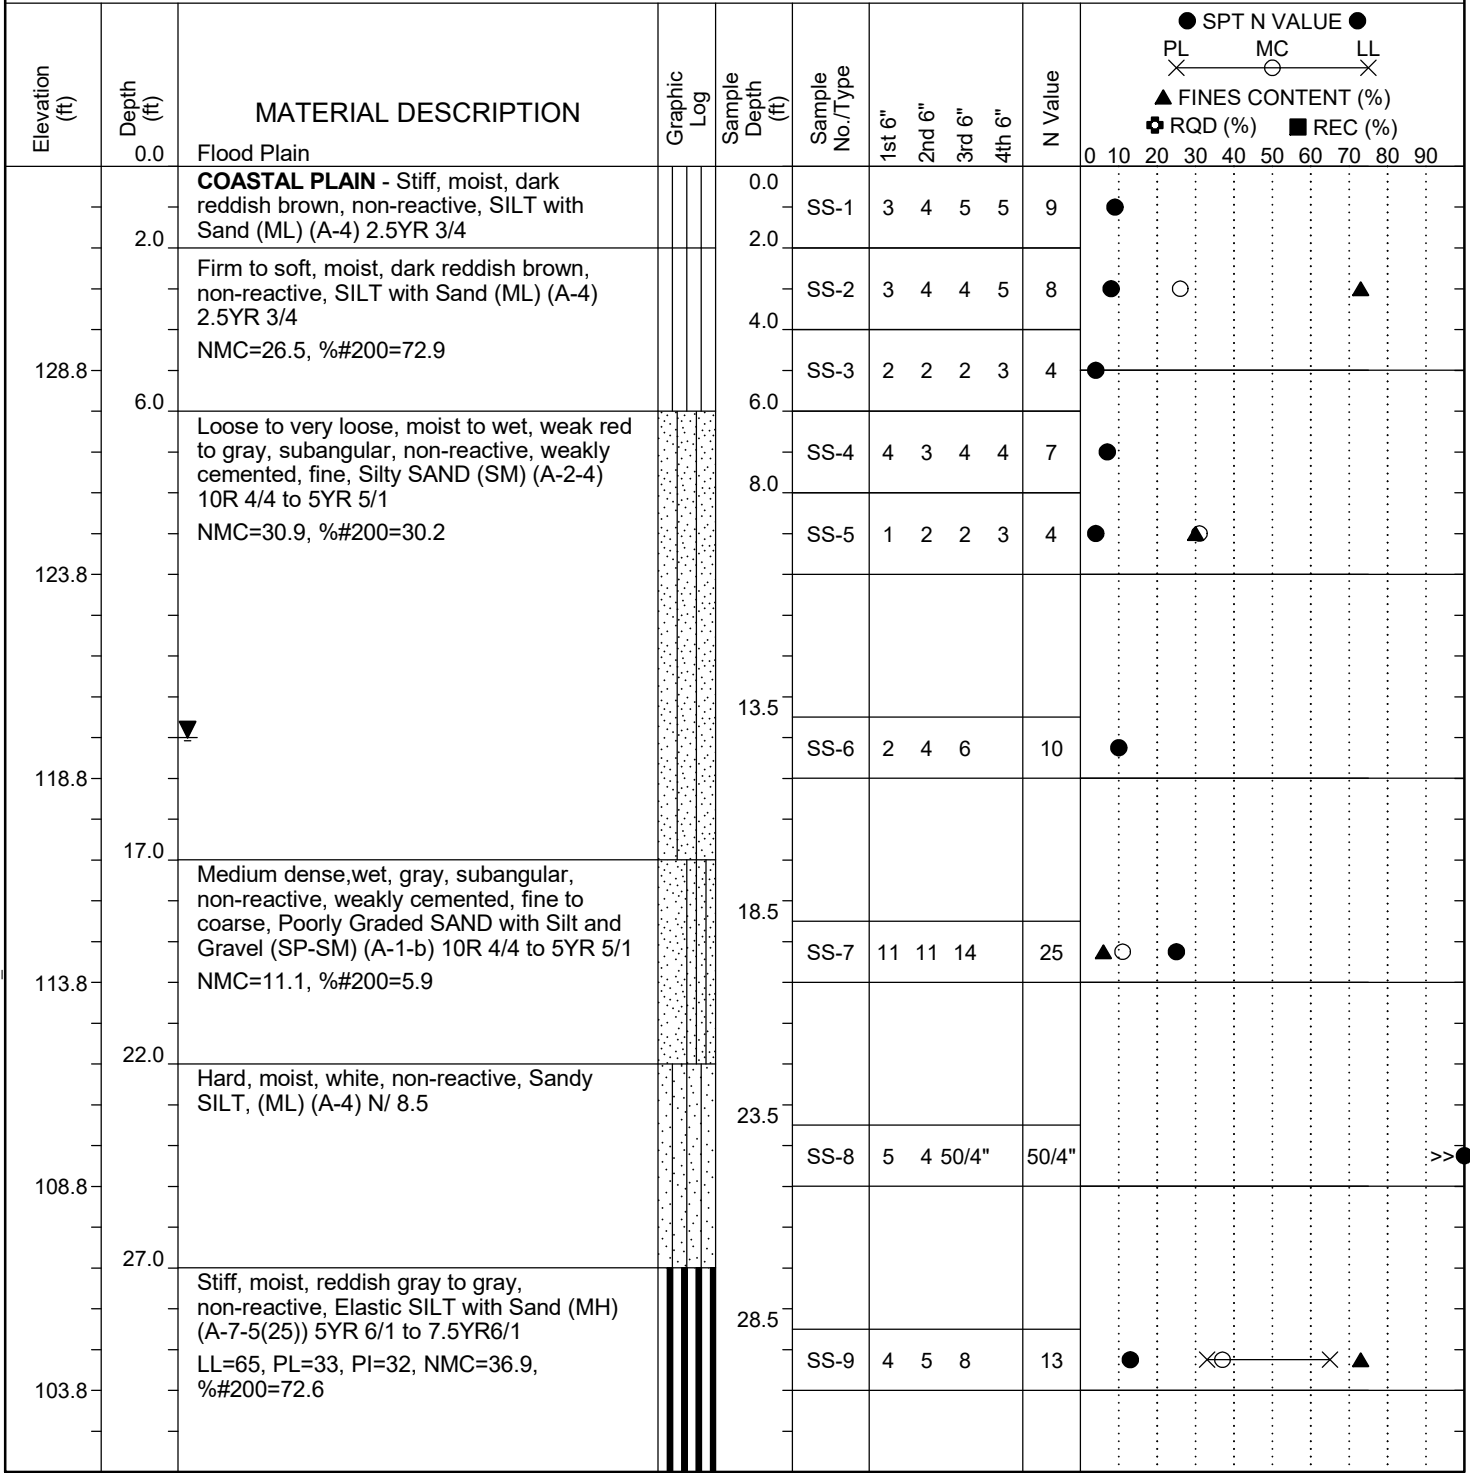 Elevation (ft)
Depth (ft)
MATERIAL DESCRIPTION
Graphic Log
Sample Depth (ft)
Sample No./Type
1st 6"
2nd 6"
3rd 6"
4th 6"
N Value
SPT N VALUE
PL MC LL
FINES CONTENT (%)
RQD (%) REC (%)
0 10 20 30 40 50 60 70 80 90
0.0 Flood Plain
COASTAL PLAIN - Stiff, moist, dark
reddish brown, non-reactive, SILT with
Sand (ML) (A-4) 2.5YR 3/4
0.0
SS-1 3 4 5 5 9
2.0
2.0
Firm to soft, moist, dark reddish brown,
non-reactive, SILT with Sand (ML) (A-4)
2.5YR 3/4
NMC=26.5, %#200=72.9
SS-2 3 4 4 5 8
4.0
128.8
SS-3 2 2 2 3 4
6.0
6.0
Loose to very loose, moist to wet, weak red
to gray, subangular, non-reactive, weakly
cemented, fine, Silty SAND (SM) (A-2-4)
10R 4/4 to 5YR 5/1
NMC=30.9, %#200=30.2
SS-4 4 3 4 4 7
8.0
SS-5 1 2 2 3 4
123.8
13.5
SS-6 2 4 6 10
118.8
17.0
Medium dense,wet, gray, subangular,
non-reactive, weakly cemented, fine to
coarse, Poorly Graded SAND with Silt and
Gravel (SP-SM) (A-1-b) 10R 4/4 to 5YR 5/1
NMC=11.1, %#200=5.9
18.5
SS-7 11 11 14 25
113.8
22.0
Hard, moist, white, non-reactive, Sandy
SILT, (ML) (A-4) N/ 8.5
23.5
SS-8 5 4 50/4" 50/4" >>
108.8
27.0
Stiff, moist, reddish gray to gray,
non-reactive, Elastic SILT with Sand (MH)
(A-7-5(25)) 5YR 6/1 to 7.5YR6/1
LL=65, PL=33, PI=32, NMC=36.9,
%#200=72.6
28.5
SS-9 4 5 8 13
103.8